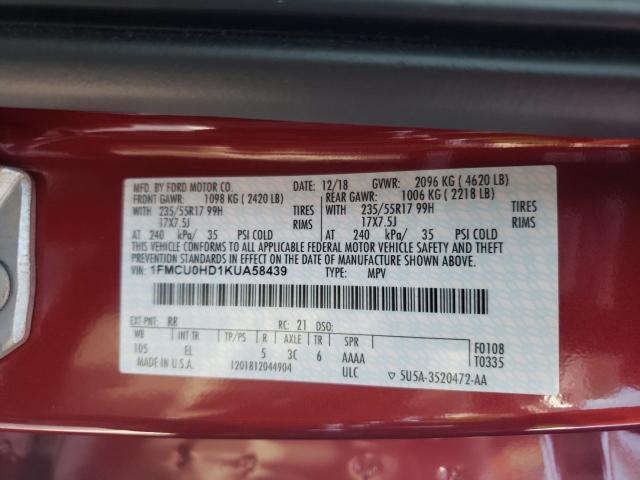 MFD. BY FORD MOTOR CO.
DATE: 12/18 GVWR: 2096 KG ( 4620 LB)
FRONT GAWR: 1098 KG ( 2420 LB) REAR GAWR: 1006 KG ( 2218 LB)
WITH 235/55R17 99H TIRES WITH 235/55R17 99H TIRES
17X7.5J RIMS 17X7.5J RIMS
AT 240 kPa/ 35 PSI COLD AT 240 kPa/ 35 PSI COLD
THIS VEHICLE CONFORMS TO ALL APPLICABLE FEDERAL MOTOR VEHICLE SAFETY AND THEFT
PREVENTION STANDARDS IN EFFECT ON THE DATE OF MANUFACTURE SHOWN ABOVE.
VIN: 1FMCU0HD1KUA58439 TYPE: MPV
EXT PNT: RR RC: 21 DSO:
WB INT TR TP/PS R AXLE TR SPR
105 EL 5 3C 6 AAAA F0108
MADE IN U.S.A. 1201812044904 ULC T0335
▽ 5U5A-3520472-AA